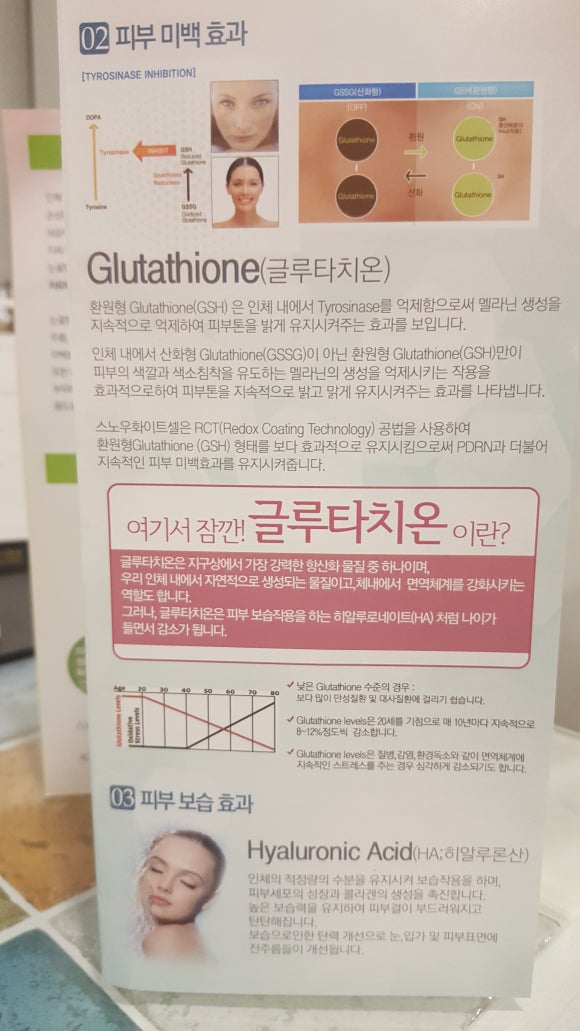 02 피부 미백 효과
[TYROSINASE INHIBITION]
DOPA
Tyrosinase
INHIBIT
GSH
Reduced
Glutathione
Glutathione
Reductase
Tyrosine
GSSG
Oxidized
Glutathione
GSSG(산화형)
GSH(환원형)
(OFF)
(ON)
Glutathione
환원
Glutathione
SH
Glutathione
산화
Glutathione
SH
Glutathione(글루타치온)
환원형 Glutathione(GSH) 은 인체 내에서 Tyrosinase를 억제함으로써 멜라닌 생성을
지속적으로 억제하여 피부톤을 밝게 유지시켜주는 효과를 보입니다.
인체 내에서 산화형 Glutathione(GSSG)이 아닌 환원형 Glutathione(GSH)만이
피부의 색깔과 색소침착을 유도하는 멜라닌의 생성을 억제시키는 작용을
효과적으로하여 피부톤을 지속적으로 밝고 맑게 유지시켜주는 효과를 나타냅니다.
스노우화이트셀은 RCT(Redox Coating Technology) 공법을 사용하여
환원형Glutathione (GSH) 형태를 보다 효과적으로 유지시킴으로써 PDRN과 더불어
지속적인 피부 미백효과를 유지시켜줍니다.
여기서 잠깐! 글루타치온 이란?
글루타치온은 지구상에서 가장 강력한 항산화 물질 중 하나이며,
우리 인체 내에서 자연적으로 생성되는 물질이고,체내에서 면역체계를 강화시키는
역할도 합니다.
그러나, 글루타치온은 피부 보습작용을 하는 히알루로네이트(HA) 처럼 나이가
들면서 감소가 됩니다.
Age 20 30 40 50 60 70 80
Glutathione Levels
Oxidative
Stress Levels
✓ 낮은 Glutathione 수준의 경우 :
보다 많이 만성질환 및 대사질환에 걸리기 쉽습니다.
✓ Glutathione levels은 20세를 기점으로 매 10년마다 지속적으로
8~12%정도씩 감소합니다.
✓ Glutathione levels은 질병,감염,환경독소와 같이 면역체계에
지속적인 스트레스를 주는 경우 심각하게 감소되기도 합니다.
03 피부 보습 효과
Hyaluronic Acid(HA;히알루론산)
인체의 적정량의 수분을 유지시켜 보습작용을 하며,
피부세포의 성장과 콜라겐의 생성을 촉진합니다.
높은 보습력을 유지하여 피부결이 부드러워지고
탄탄해집니다.
보습으로인한 탄력 개선으로 눈,입가 및 피부표면에
잔주름들이 개선됩니다.